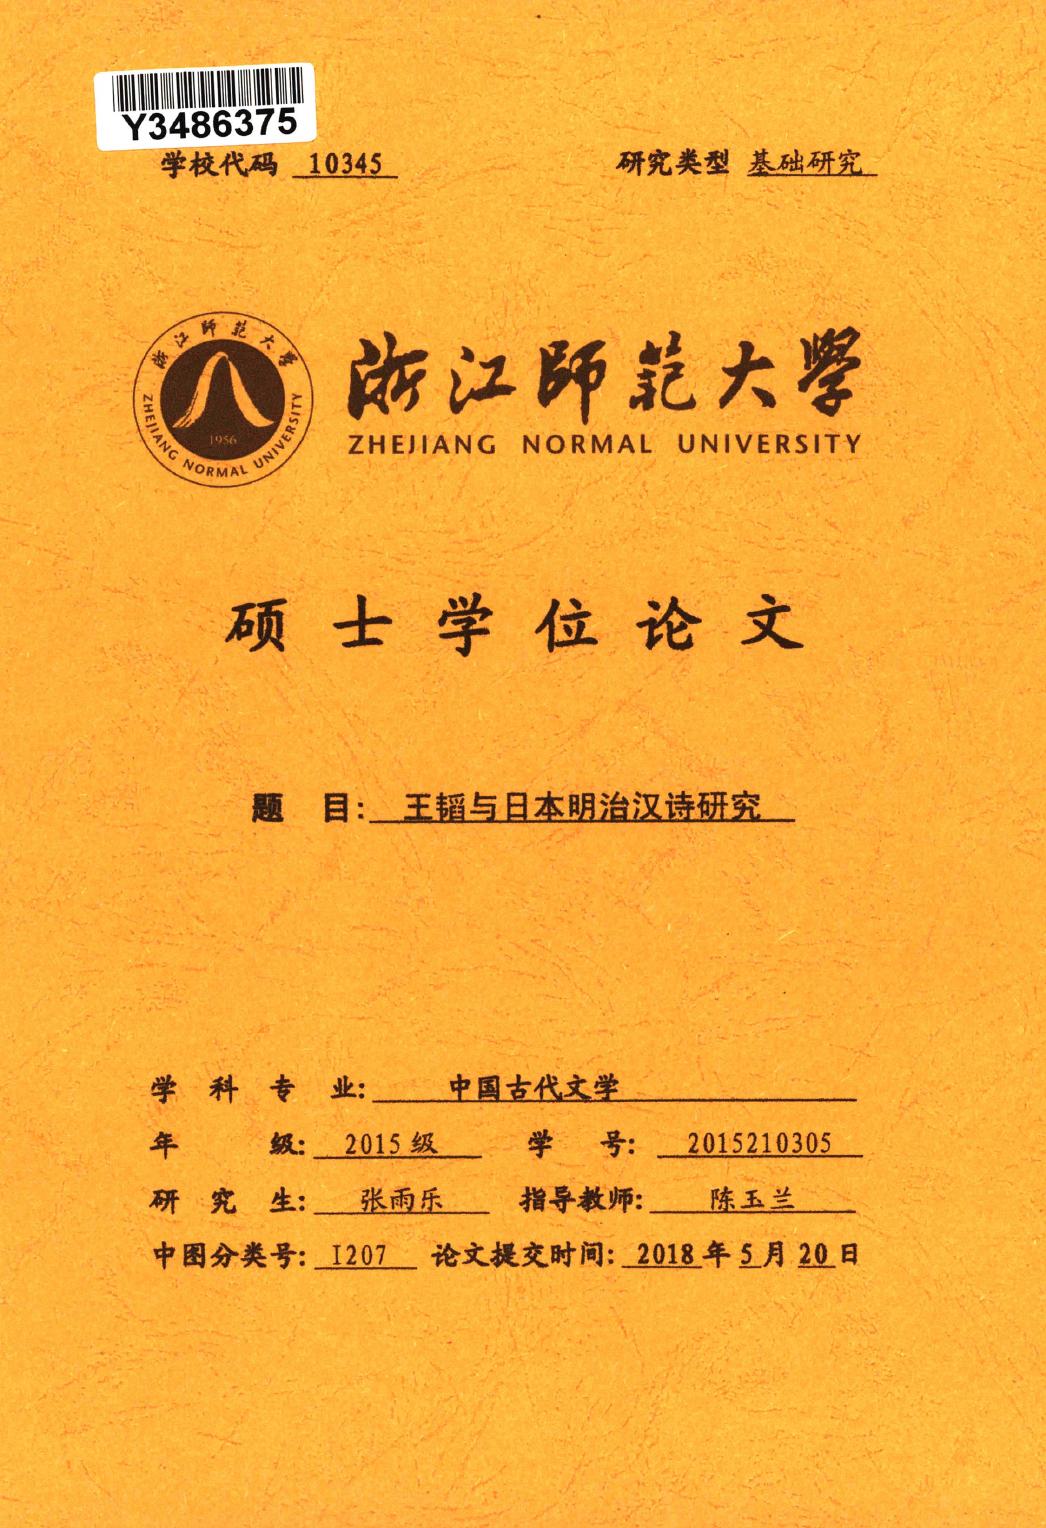 Y3486375
学校代码 10345 研究类型 基础研究
浙江師範大學
1956
ZHEJIANG NORMAL UNIVERSITY
浙江師範大學
ZHEJIANG NORMAL UNIVERSITY
硕士学位论文
题 目: 王韬与日本明治汉诗研究
学科专业: 中国古代文学
年 级: 2015级 学 号: 2015210305
研究生: 张雨乐 指导教师: 陈玉兰
中图分类号: I207 论文提交时间: 2018年5月20日